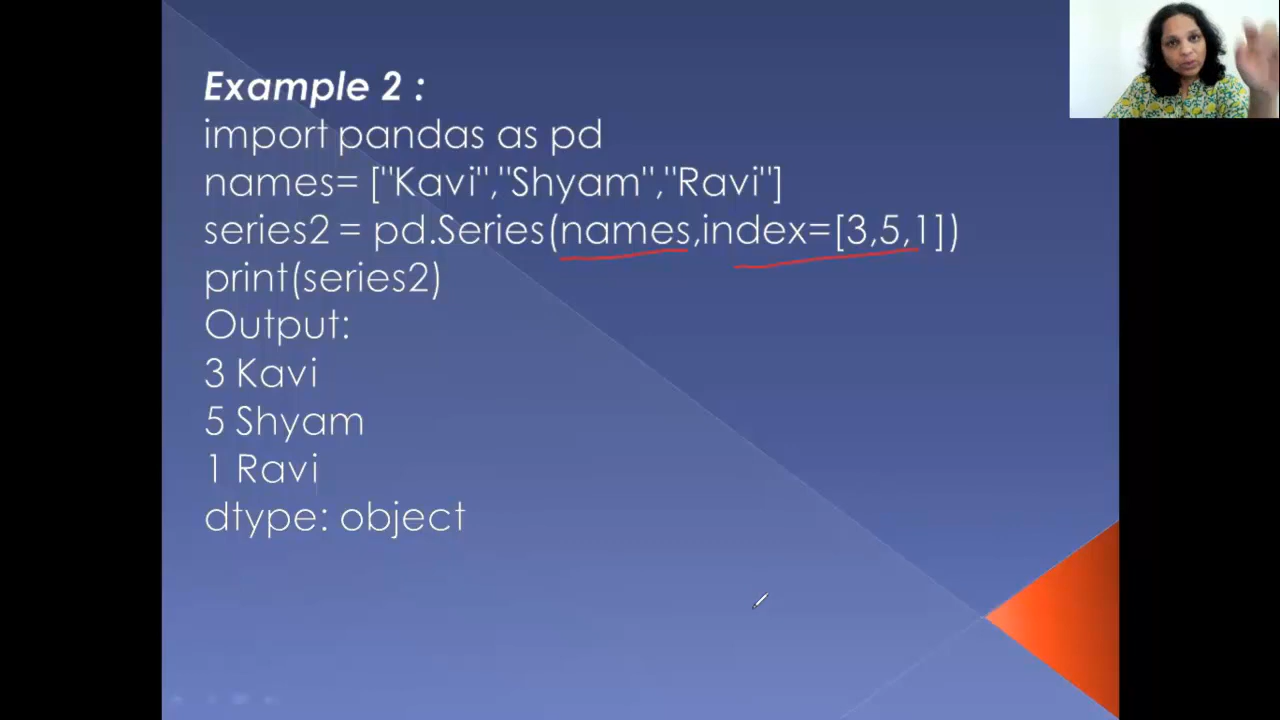 Example 2 :
import pandas as pd
names= ["Kavi","Shyam","Ravi"]
series2 = pd.Series(names,index=[3,5,1])
print(series2)
Output:
3 Kavi
5 Shyam
1 Ravi
dtype: object